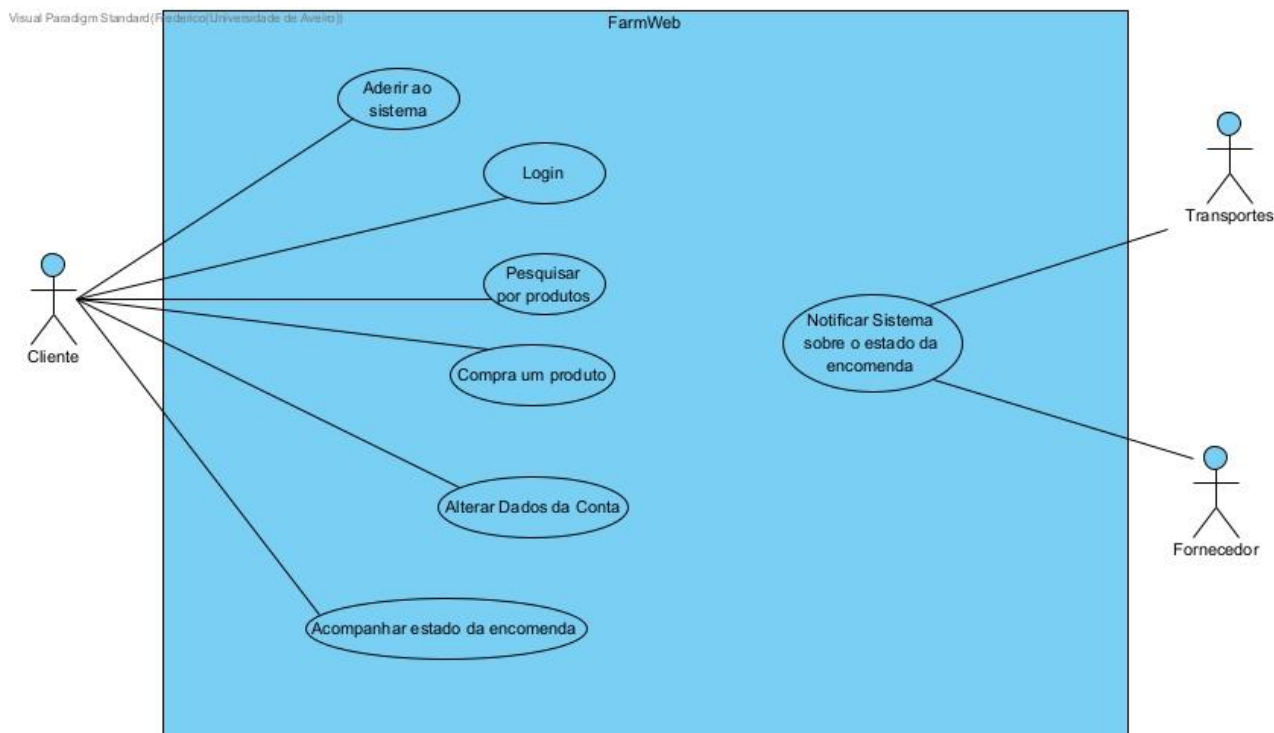 Visual Paradigm Standard(Frederico(Universidade de Aveiro))
FarmWeb
Aderir ao
sistema
Login
Pesquisar
por produtos
Compra um produto
Alterar Dados da Conta
Acompanhar estado da encomenda
Cliente
Notificar Sistema
sobre o estado da
encomenda
Transportes
Fornecedor